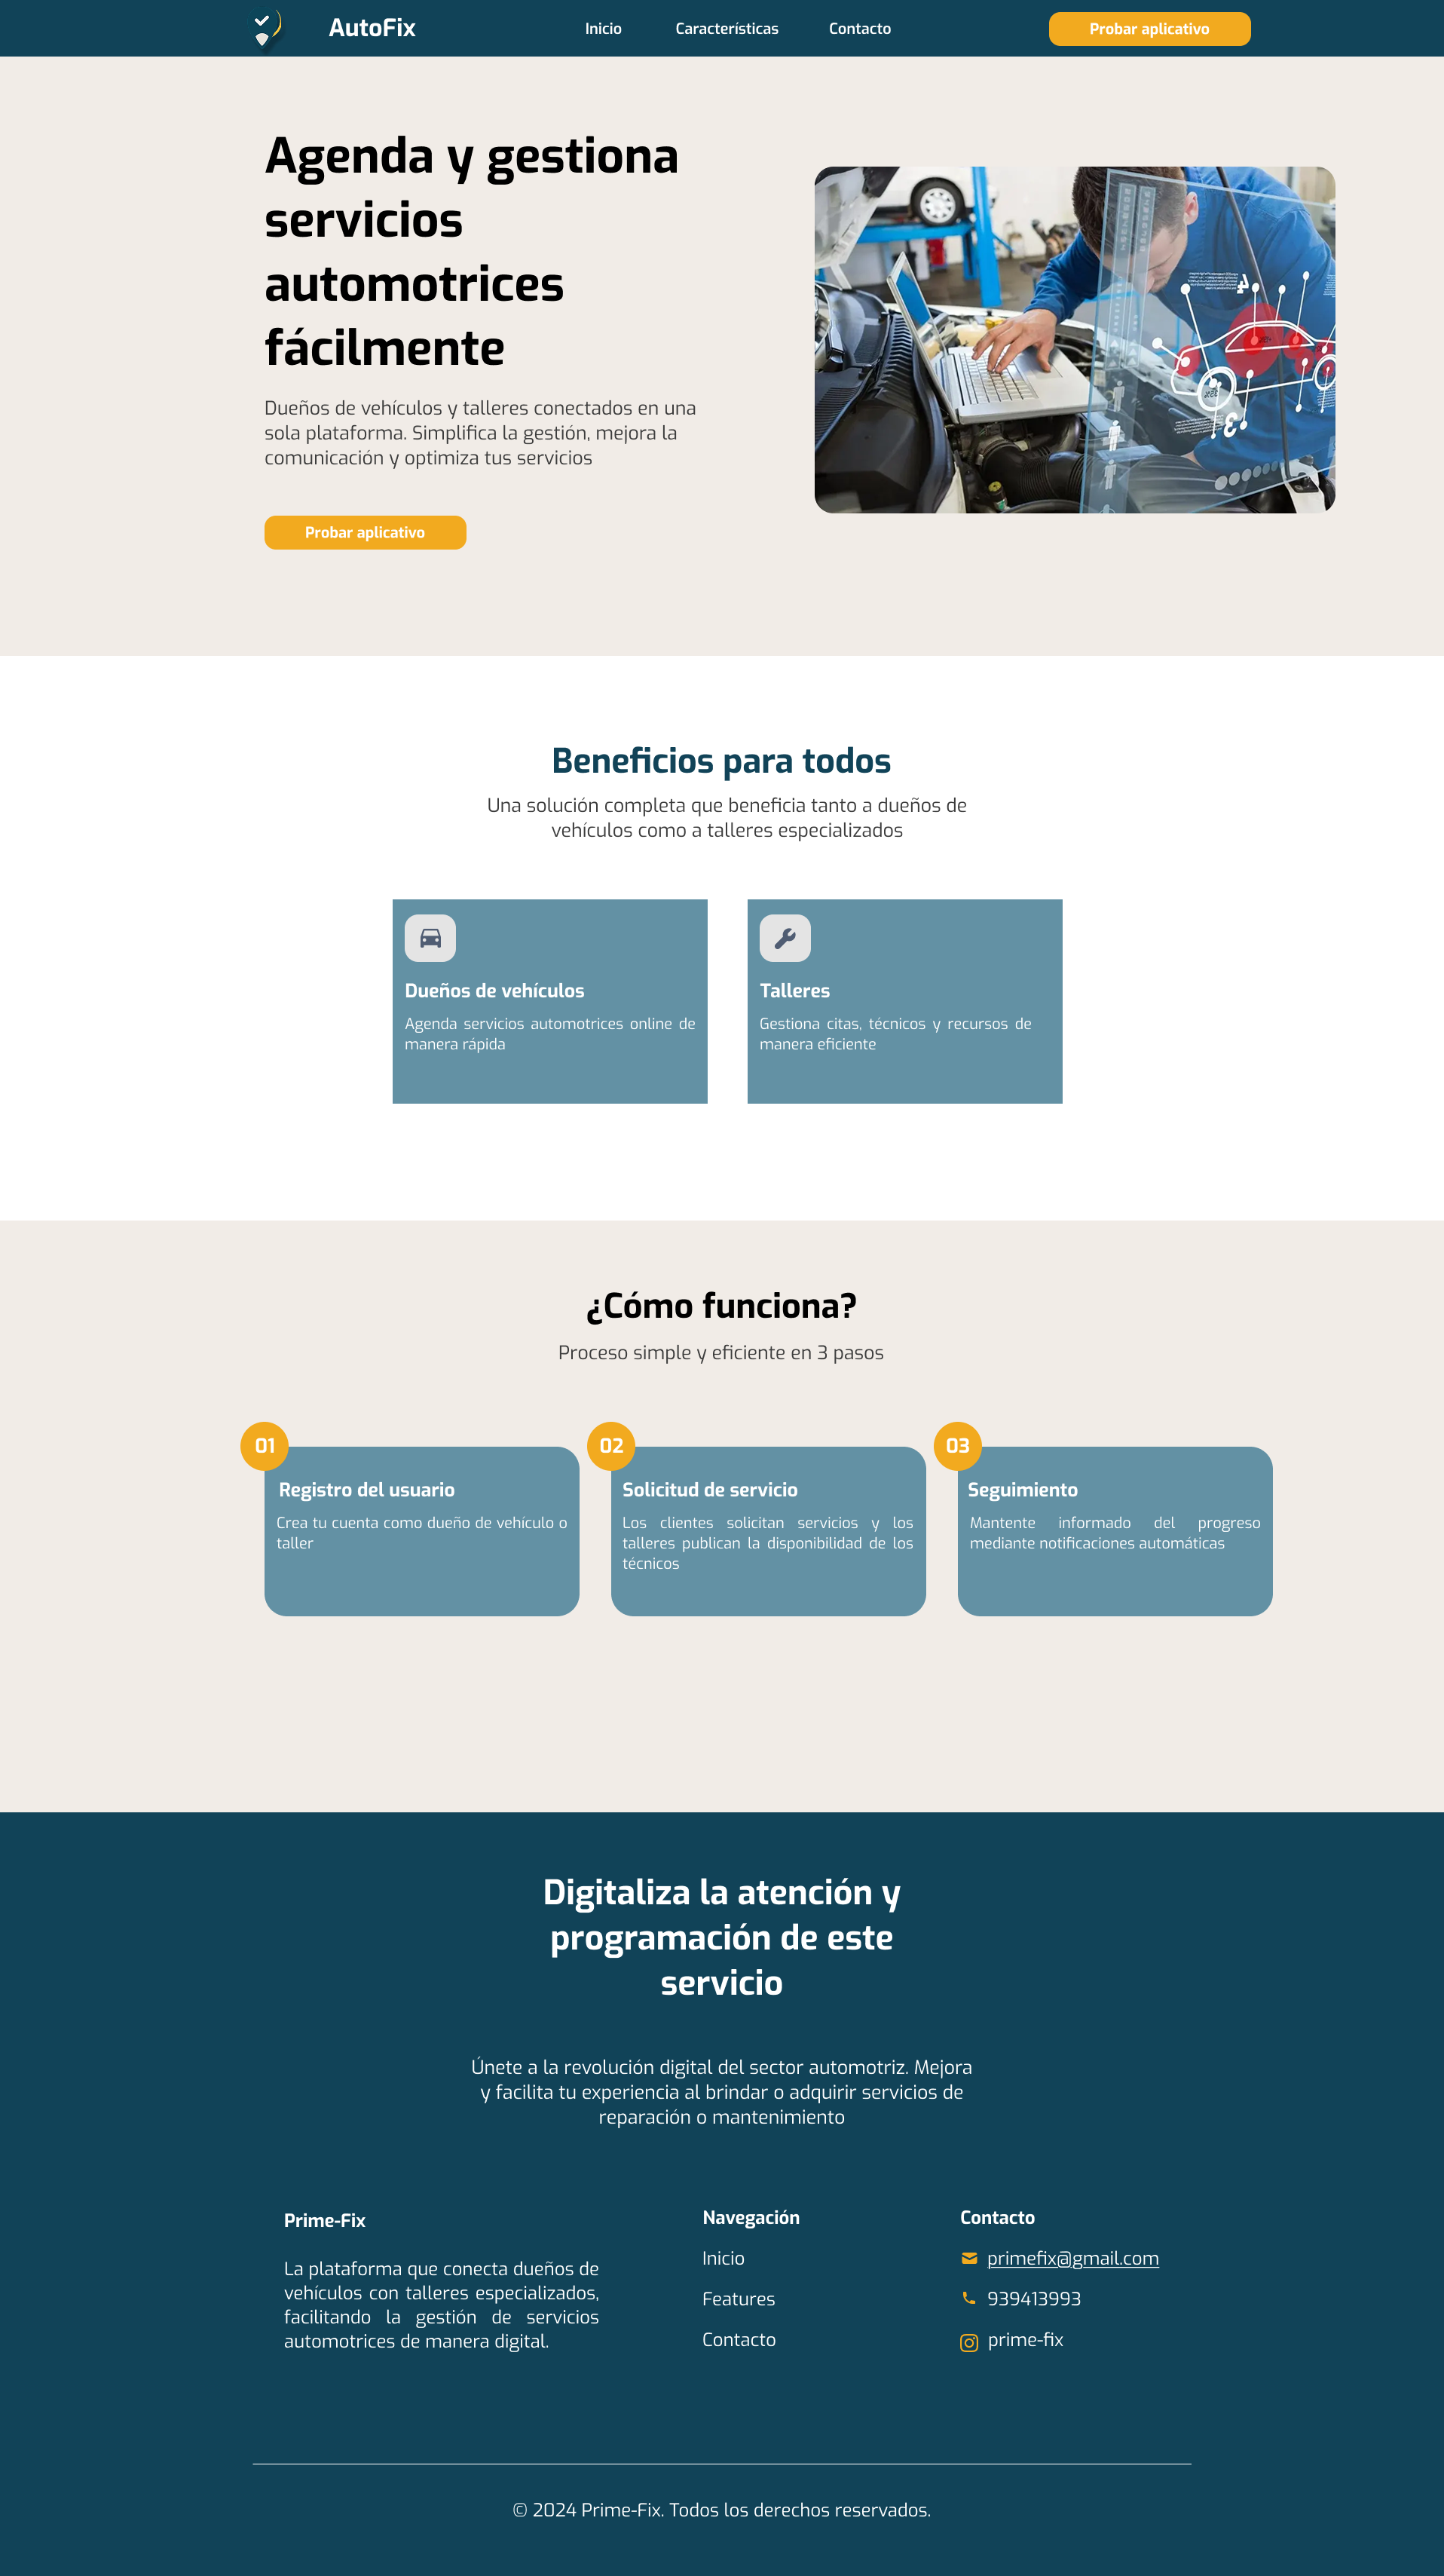 AutoFix
Inicio
Características
Contacto
Probar aplicativo
Agenda y gestiona
servicios
automotrices
fácilmente
Dueños de vehículos y talleres conectados en una
sola plataforma. Simplifica la gestión, mejora la
comunicación y optimiza tus servicios
Probar aplicativo
Beneficios para todos
Una solución completa que beneficia tanto a dueños de
vehículos como a talleres especializados
Dueños de vehículos
Agenda servicios automotrices online de
manera rápida
Talleres
Gestiona citas, técnicos y recursos de
manera eficiente
¿Cómo funciona?
Proceso simple y eficiente en 3 pasos
01
Registro del usuario
Crea tu cuenta como dueño de vehículo o
taller
02
Solicitud de servicio
Los clientes solicitan servicios y los
talleres publican la disponibilidad de los
técnicos
03
Seguimiento
Mantente informado del progreso
mediante notificaciones automáticas
Digitaliza la atención y
programación de este
servicio
Únete a la revolución digital del sector automotriz. Mejora
y facilita tu experiencia al brindar o adquirir servicios de
reparación o mantenimiento
Prime-Fix
La plataforma que conecta dueños de
vehículos con talleres especializados,
facilitando la gestión de servicios
automotrices de manera digital.
Navegación
Inicio
Features
Contacto
Contacto
primefix@gmail.com
939413993
prime-fix
© 2024 Prime-Fix. Todos los derechos reservados.